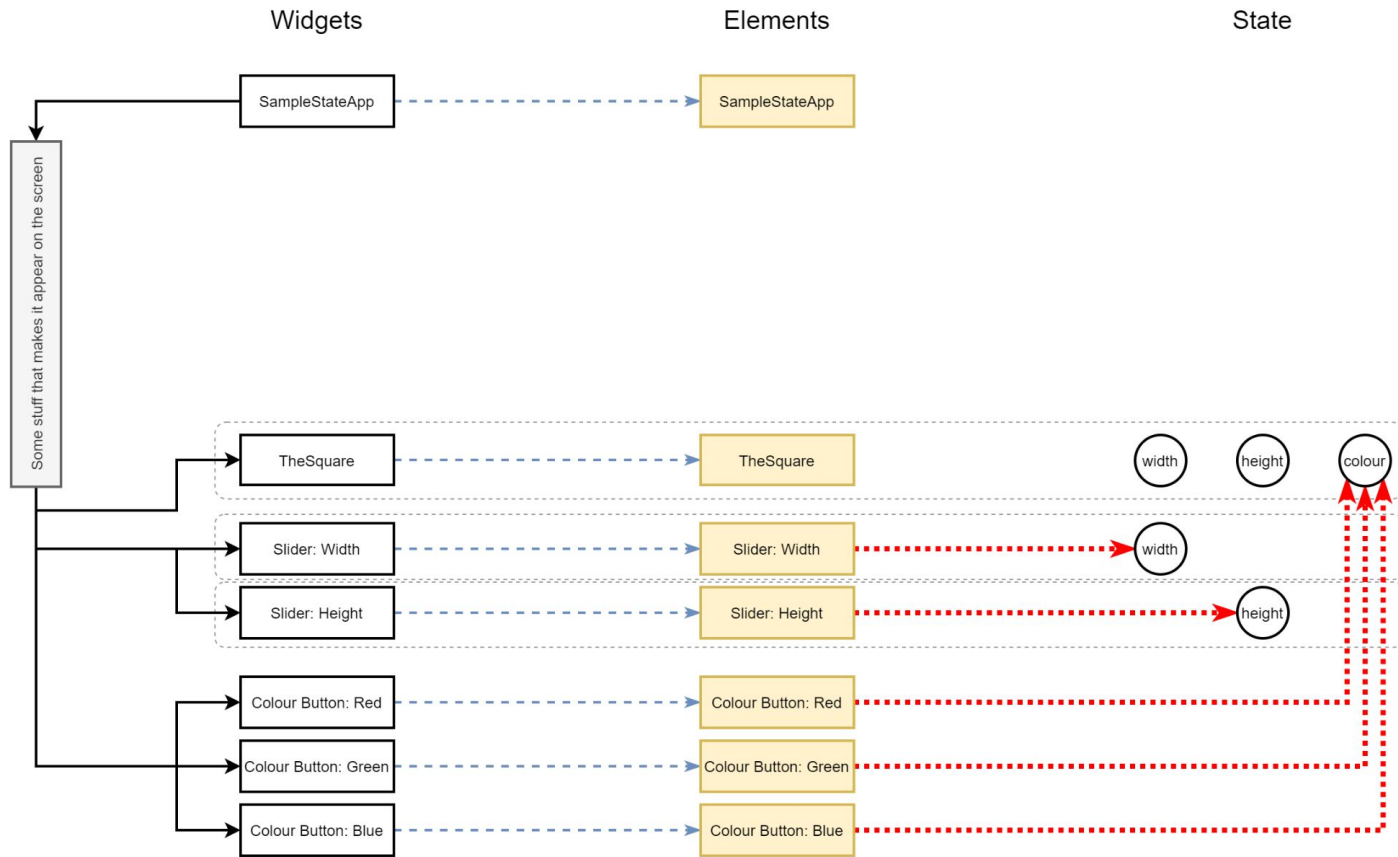 Widgets
Elements
State
SampleStateApp
SampleStateApp
Some stuff that makes it appear on the screen
TheSquare
TheSquare
width
height
colour
Slider: Width
Slider: Width
width
Slider: Height
Slider: Height
height
Colour Button: Red
Colour Button: Red
Colour Button: Green
Colour Button: Green
Colour Button: Blue
Colour Button: Blue